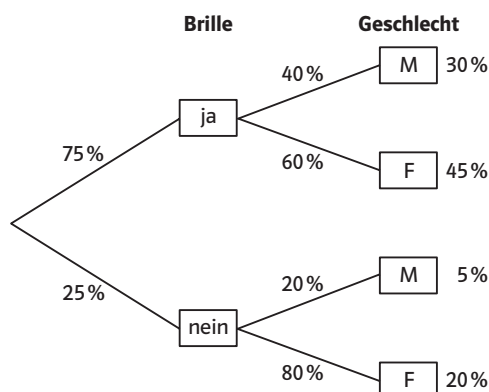 Brille Geschlecht
40 % M 30 %
ja
75 %
60 % F 45 %
25 %
20 % M 5 %
nein
80 % F 20 %